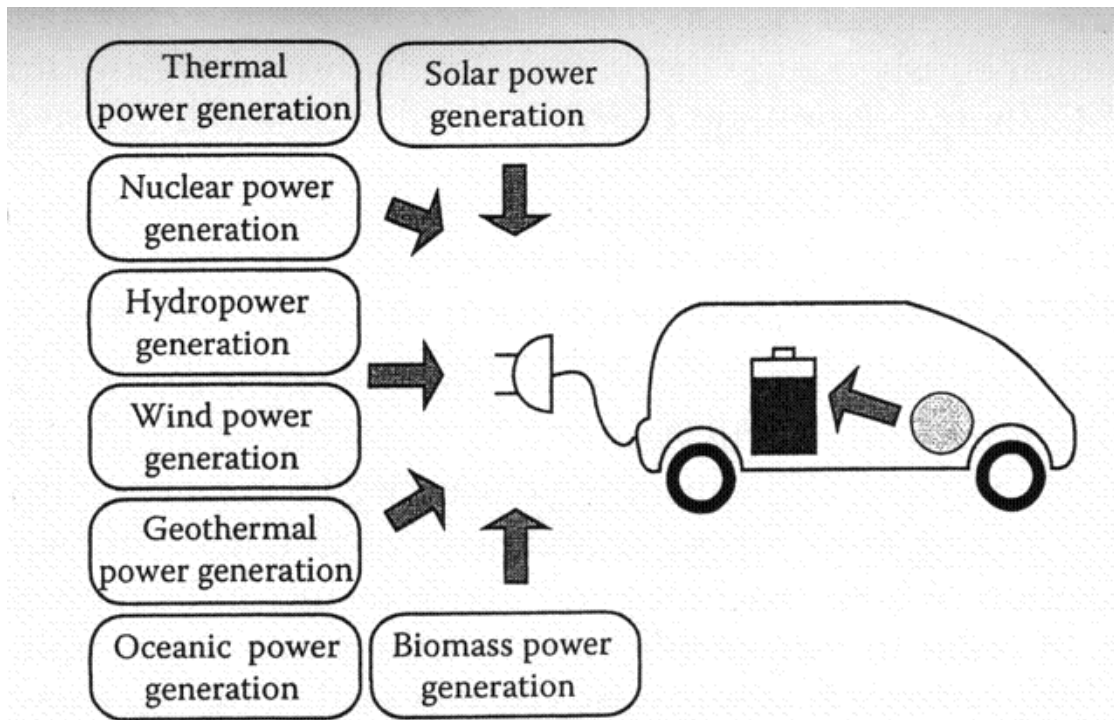 Thermal
power generation
Solar power
generation
Nuclear power
generation
Hydropower
generation
Wind power
generation
Geothermal
power generation
Oceanic power
generation
Biomass power
generation